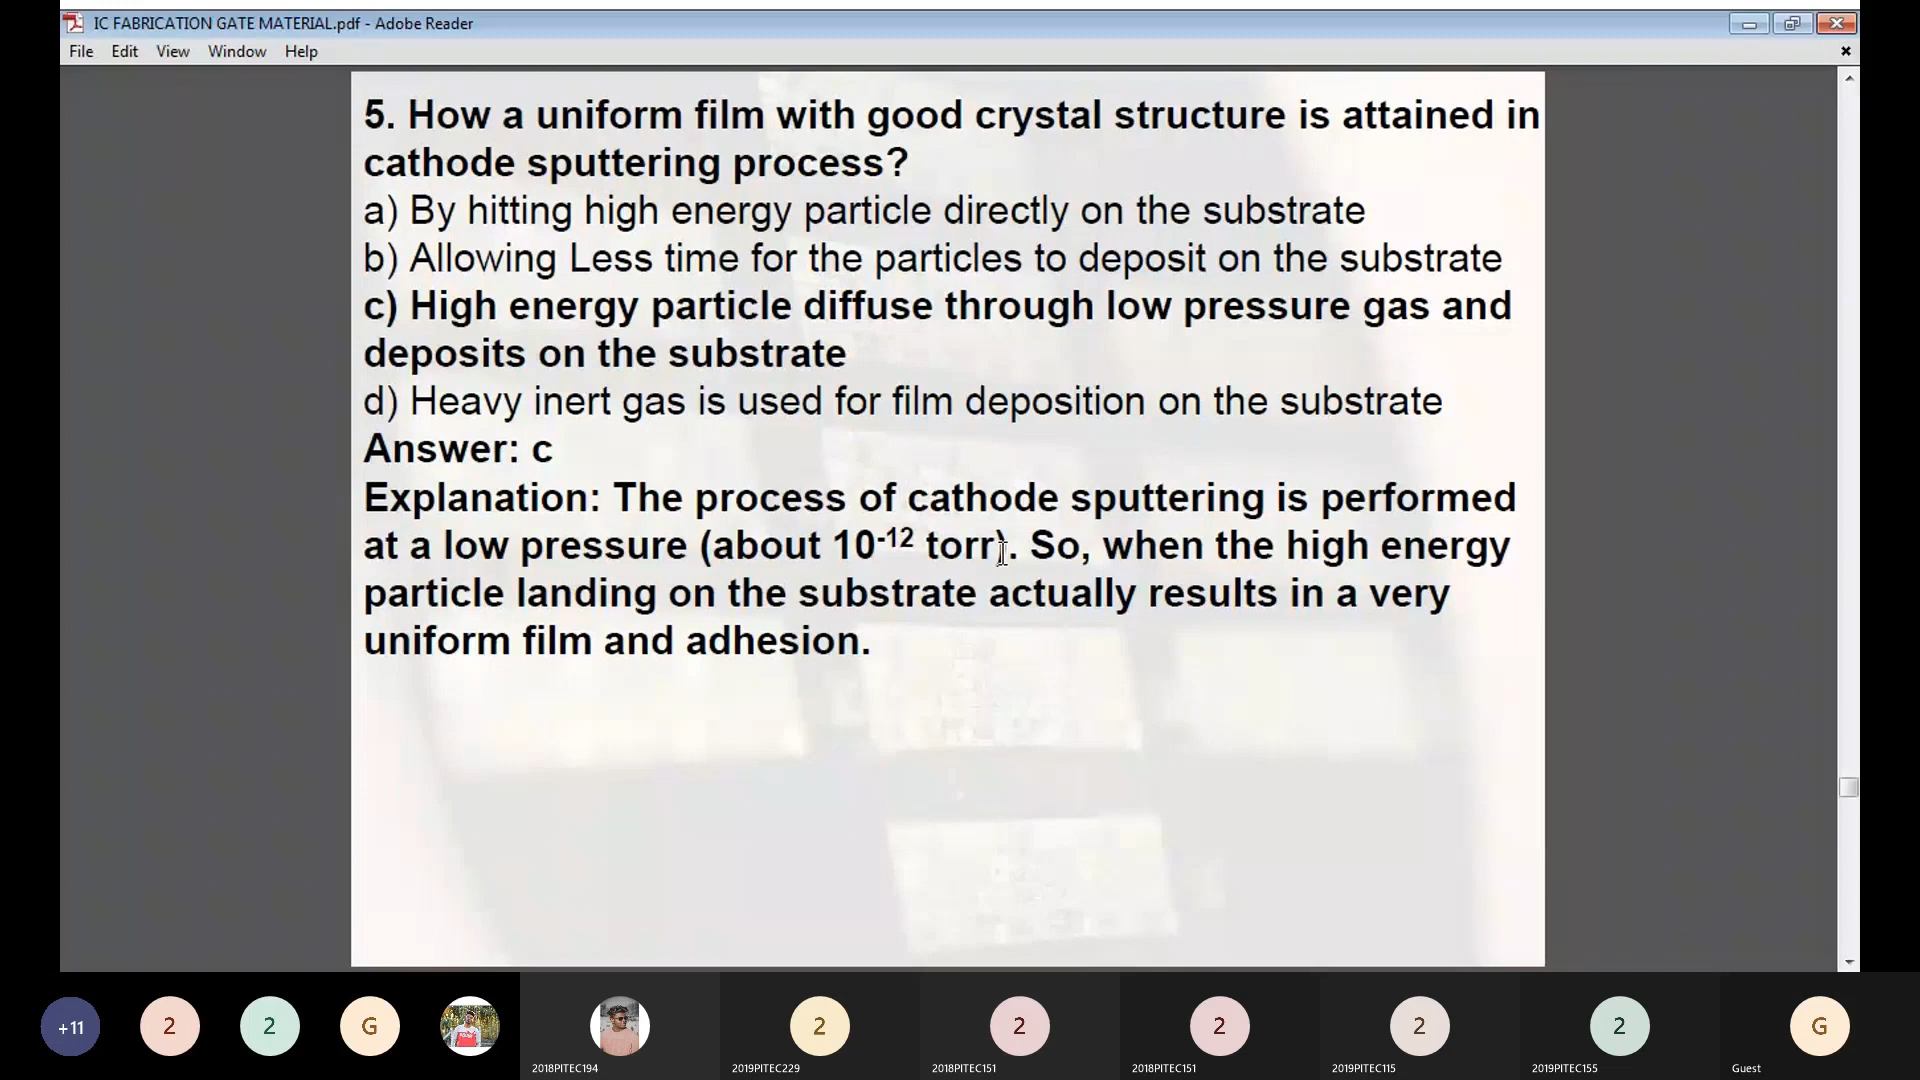 IC FABRICATION GATE MATERIAL.pdf - Adobe Reader
File Edit View Window Help
5. How a uniform film with good crystal structure is attained in
cathode sputtering process?
a) By hitting high energy particle directly on the substrate
b) Allowing Less time for the particles to deposit on the substrate
c) High energy particle diffuse through low pressure gas and
deposits on the substrate
d) Heavy inert gas is used for film deposition on the substrate
Answer: c
Explanation: The process of cathode sputtering is performed
at a low pressure (about 10⁻¹² torr). So, when the high energy
particle landing on the substrate actually results in a very
uniform film and adhesion.
+11 2 2 G 2 2 2 2 2 G
2018PITEC194 2019PITEC229 2018PITEC151 2018PITEC151 2019PITEC115 2019PITEC155 Guest